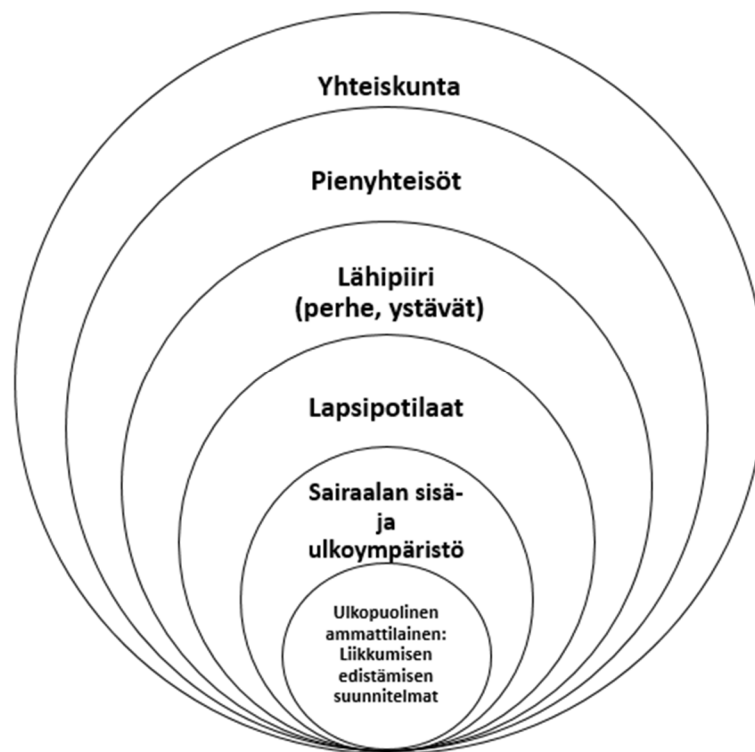 Yhteiskunta
Pienyhteisöt
Lähipiiri
(perhe, ystävät)
Lapsipotilaat
Sairaalan sisä-
ja
ulkoympäristö
Ulkopuolinen
ammattilainen:
Liikkumisen
edistämisen
suunnitelmat